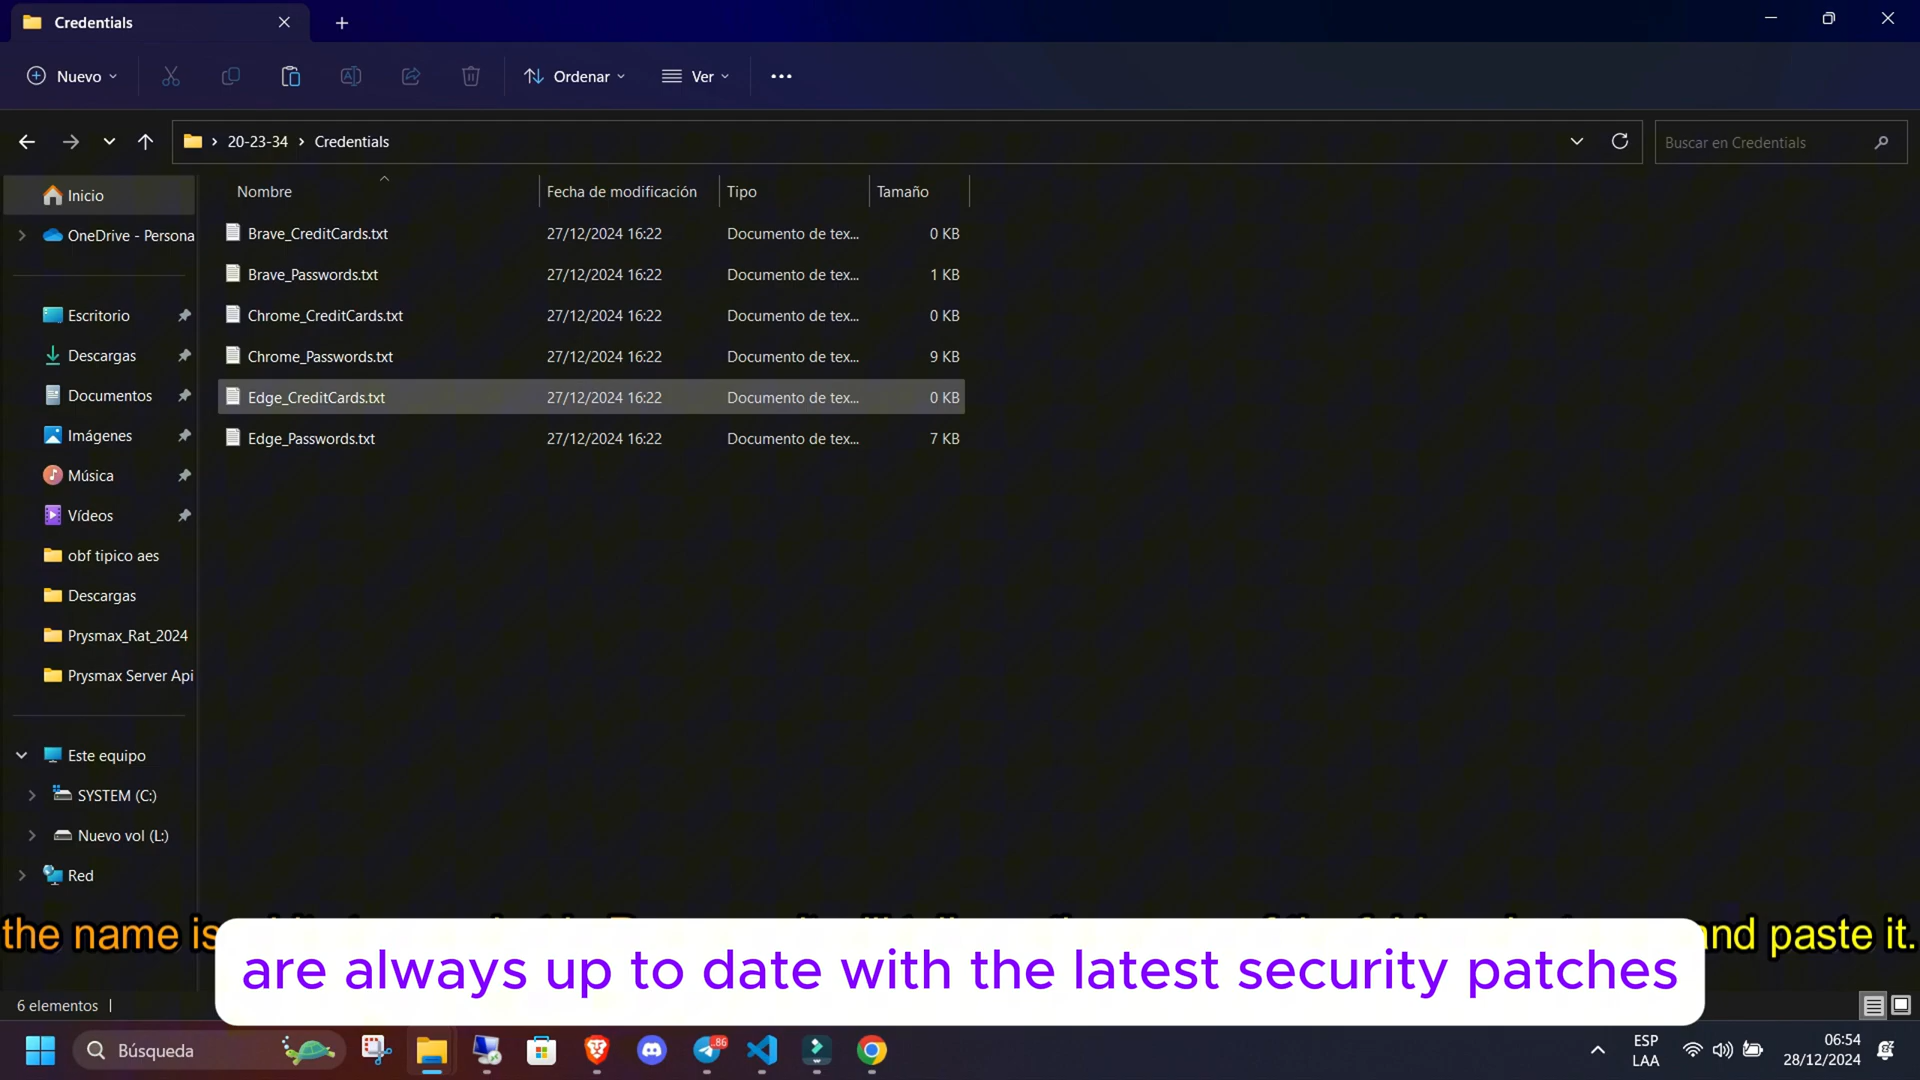 Credentials
Nuevo
Ordenar
Ver
20-23-34 > Credentials
Buscar en Credentials
Nombre Fecha de modificación Tipo Tamaño
Brave_CreditCards.txt 27/12/2024 16:22 Documento de tex... 0 KB
Brave_Passwords.txt 27/12/2024 16:22 Documento de tex... 1 KB
Chrome_CreditCards.txt 27/12/2024 16:22 Documento de tex... 0 KB
Chrome_Passwords.txt 27/12/2024 16:22 Documento de tex... 9 KB
Edge_CreditCards.txt 27/12/2024 16:22 Documento de tex... 0 KB
Edge_Passwords.txt 27/12/2024 16:22 Documento de tex... 7 KB
Inicio
OneDrive - Persona
Escritorio
Descargas
Documentos
Imágenes
Música
Vídeos
obf tipico aes
Descargas
Prysmax_Rat_2024
Prysmax Server Api
Este equipo
SYSTEM (C:)
Nuevo vol (L:)
Red
the name is and paste it.
are always up to date with the latest security patches
6 elementos
Búsqueda
86
ESP
LAA
06:54
28/12/2024